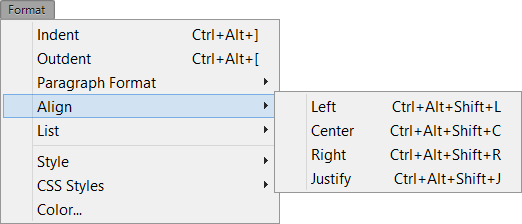 Format
Indent Ctrl+Alt+]
Outdent Ctrl+Alt+[
Paragraph Format
Align
List
Style
CSS Styles
Color...
Left Ctrl+Alt+Shift+L
Center Ctrl+Alt+Shift+C
Right Ctrl+Alt+Shift+R
Justify Ctrl+Alt+Shift+J